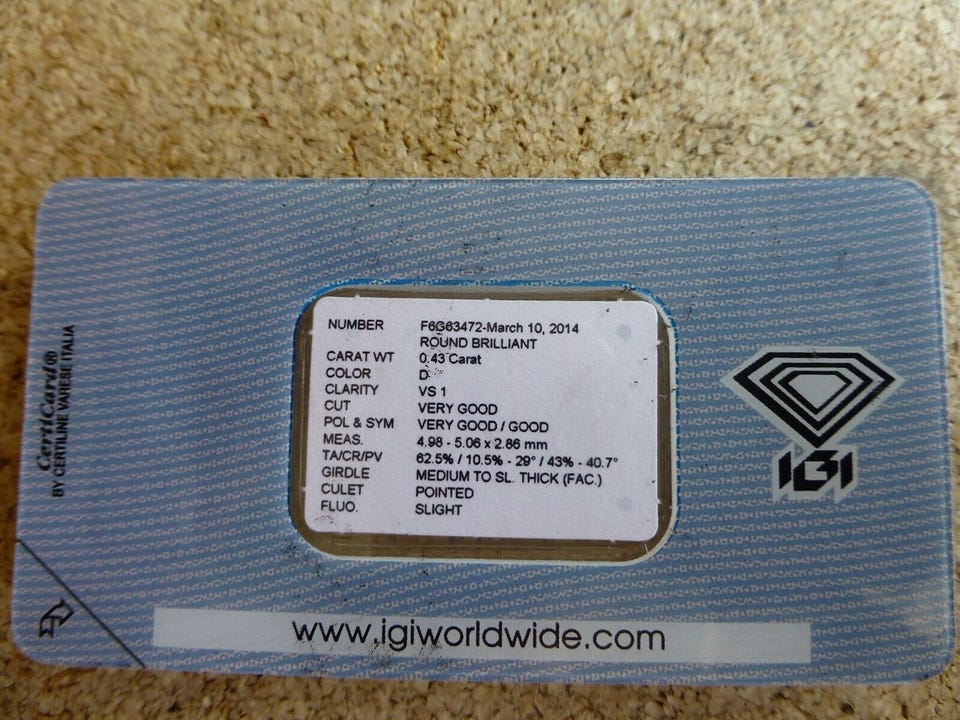 NUMBER F6G63472-March 10, 2014
ROUND BRILLIANT
CARAT WT 0.43 Carat
COLOR D
CLARITY VS 1
CUT VERY GOOD
POL & SYM VERY GOOD / GOOD
MEAS. 4.98 - 5.06 x 2.86 mm
TA/CR/PV 62.5% / 10.5% - 29° / 43% - 40.7°
GIRDLE MEDIUM TO SL. THICK (FAC.)
CULET POINTED
FLUO. SLIGHT
CertiCard®
BY CERTILINE VARESE ITALIA
IGI
www.igiworldwide.com